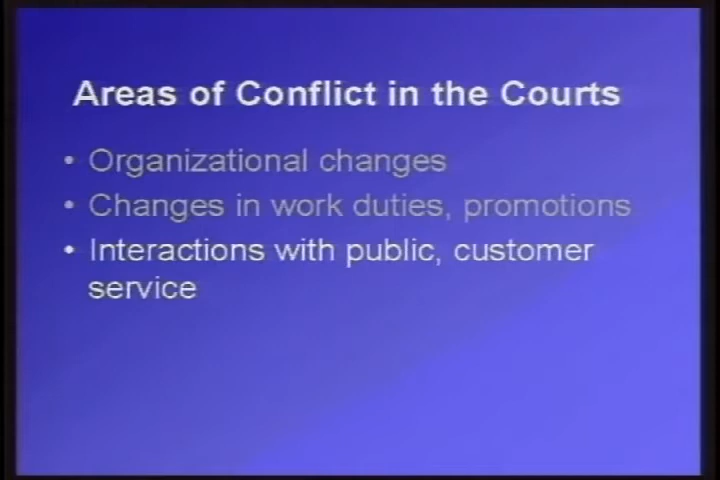 Areas of Conflict in the Courts
• Organizational changes
• Changes in work duties, promotions
• Interactions with public, customer
service